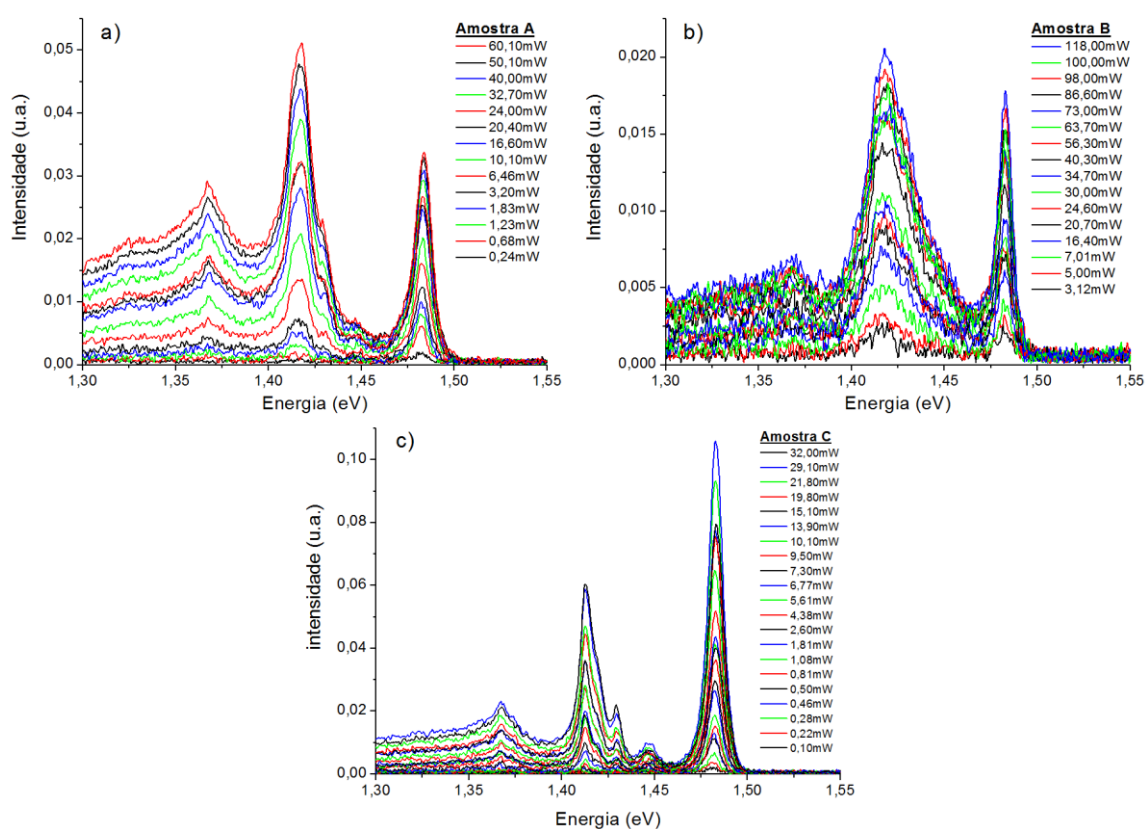 a)
Amostra A
60,10mW
50,10mW
40,00mW
32,70mW
24,00mW
20,40mW
16,60mW
10,10mW
6,46mW
3,20mW
1,83mW
1,23mW
0,68mW
0,24mW
0,05
0,04
0,03
0,02
0,01
0,00
Intensidade (u.a.)
1,30 1,35 1,40 1,45 1,50 1,55
Energia (eV)
b)
Amostra B
118,00mW
100,00mW
98,00mW
86,60mW
73,00mW
63,70mW
56,30mW
40,30mW
34,70mW
30,00mW
24,60mW
20,70mW
16,40mW
7,01mW
5,00mW
3,12mW
0,020
0,015
0,010
0,005
0,000
Intensidade (u.a.)
1,30 1,35 1,40 1,45 1,50 1,55
Energia (eV)
c)
Amostra C
32,00mW
29,10mW
21,80mW
19,80mW
15,10mW
13,90mW
10,10mW
9,50mW
7,30mW
6,77mW
5,61mW
4,38mW
2,60mW
1,81mW
1,08mW
0,81mW
0,50mW
0,46mW
0,28mW
0,22mW
0,10mW
0,10
0,08
0,06
0,04
0,02
0,00
intensidade (u.a.)
1,30 1,35 1,40 1,45 1,50 1,55
Energia (eV)